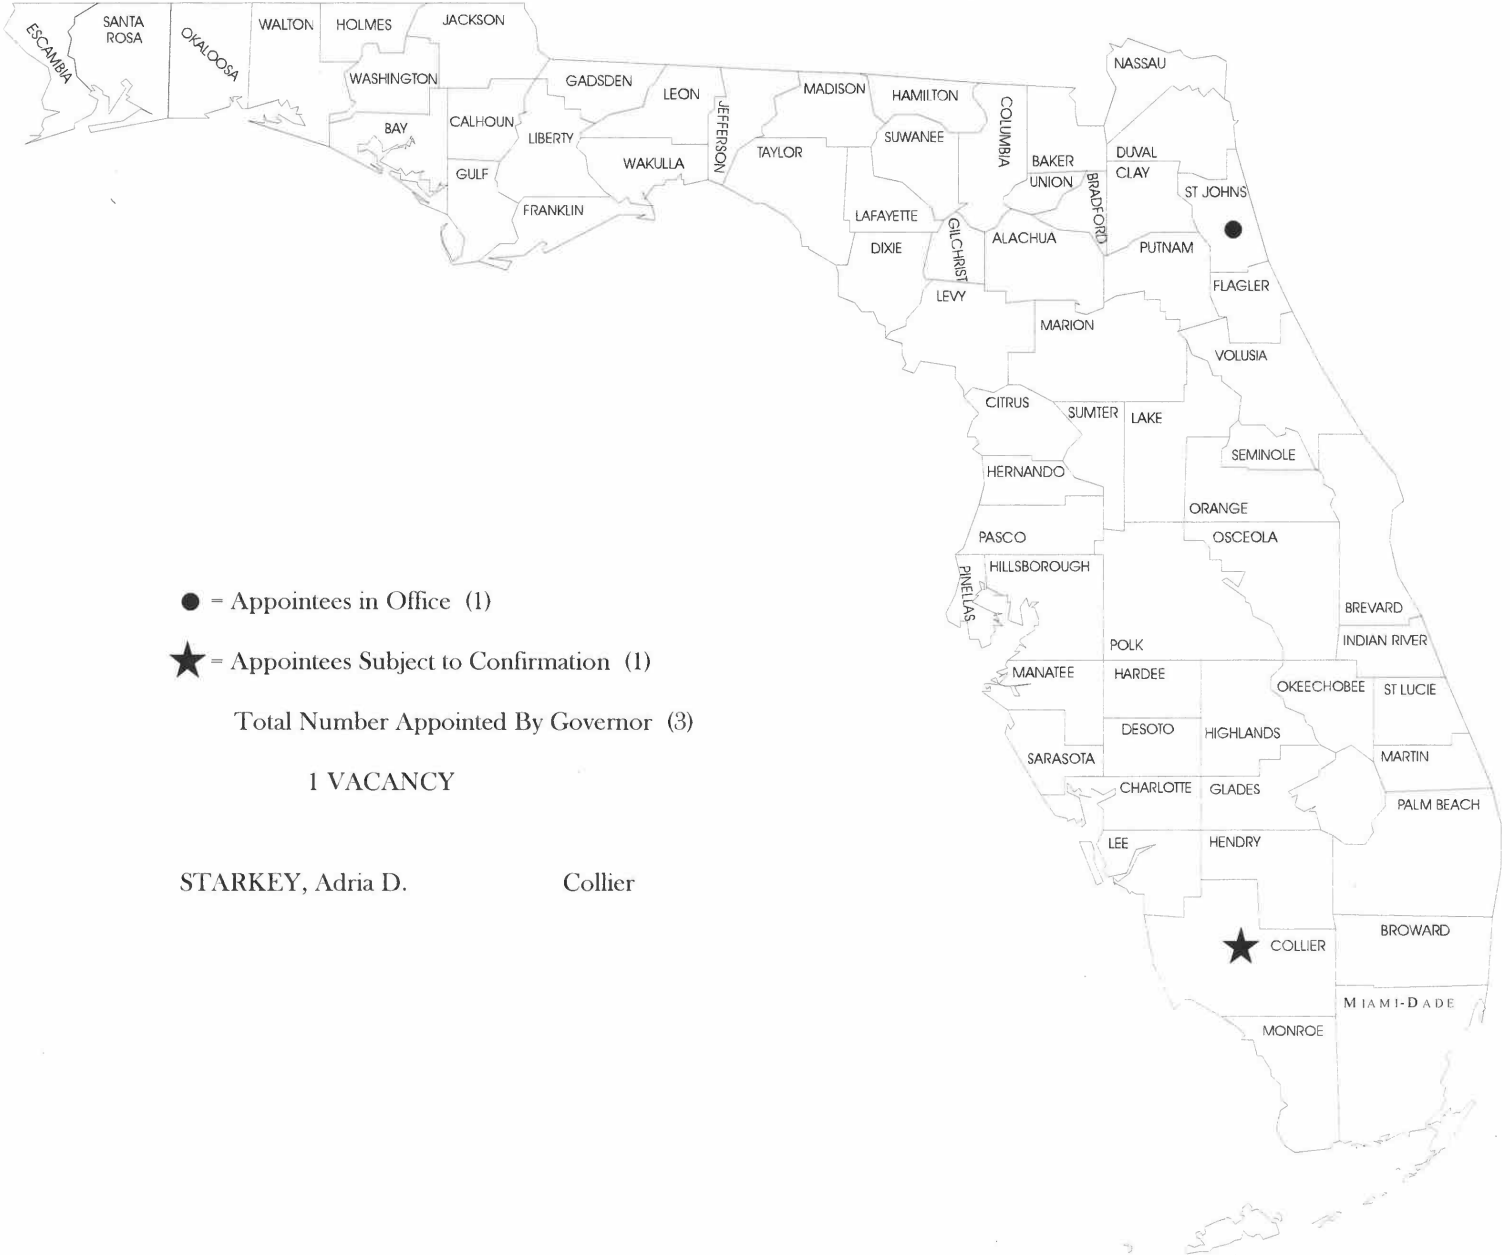 ESCAMBIA
SANTA
ROSA
OKALOOSA
WALTON
HOLMES
JACKSON
WASHINGTON
BAY
CALHOUN
GULF
GADSDEN
LIBERTY
FRANKLIN
LEON
WAKULLA
JEFFERSON
MADISON
TAYLOR
HAMILTON
SUWANEE
LAFAYETTE
DIXIE
COLUMBIA
GILCHRIST
BAKER
UNION
BRADFORD
ALACHUA
LEVY
NASSAU
DUVAL
CLAY
ST JOHNS
PUTNAM
FLAGLER
MARION
VOLUSIA
CITRUS
SUMTER
LAKE
SEMINOLE
HERNANDO
ORANGE
PASCO
OSCEOLA
PINELLAS
HILLSBOROUGH
POLK
BREVARD
INDIAN RIVER
MANATEE
HARDEE
OKEECHOBEE
ST LUCIE
DESOTO
HIGHLANDS
SARASOTA
MARTIN
CHARLOTTE
GLADES
PALM BEACH
LEE
HENDRY
COLLIER
BROWARD
MIAMI-DADE
MONROE
= Appointees in Office (1)
= Appointees Subject to Confirmation (1)
Total Number Appointed By Governor (3)
1 VACANCY
STARKEY, Adria D. Collier